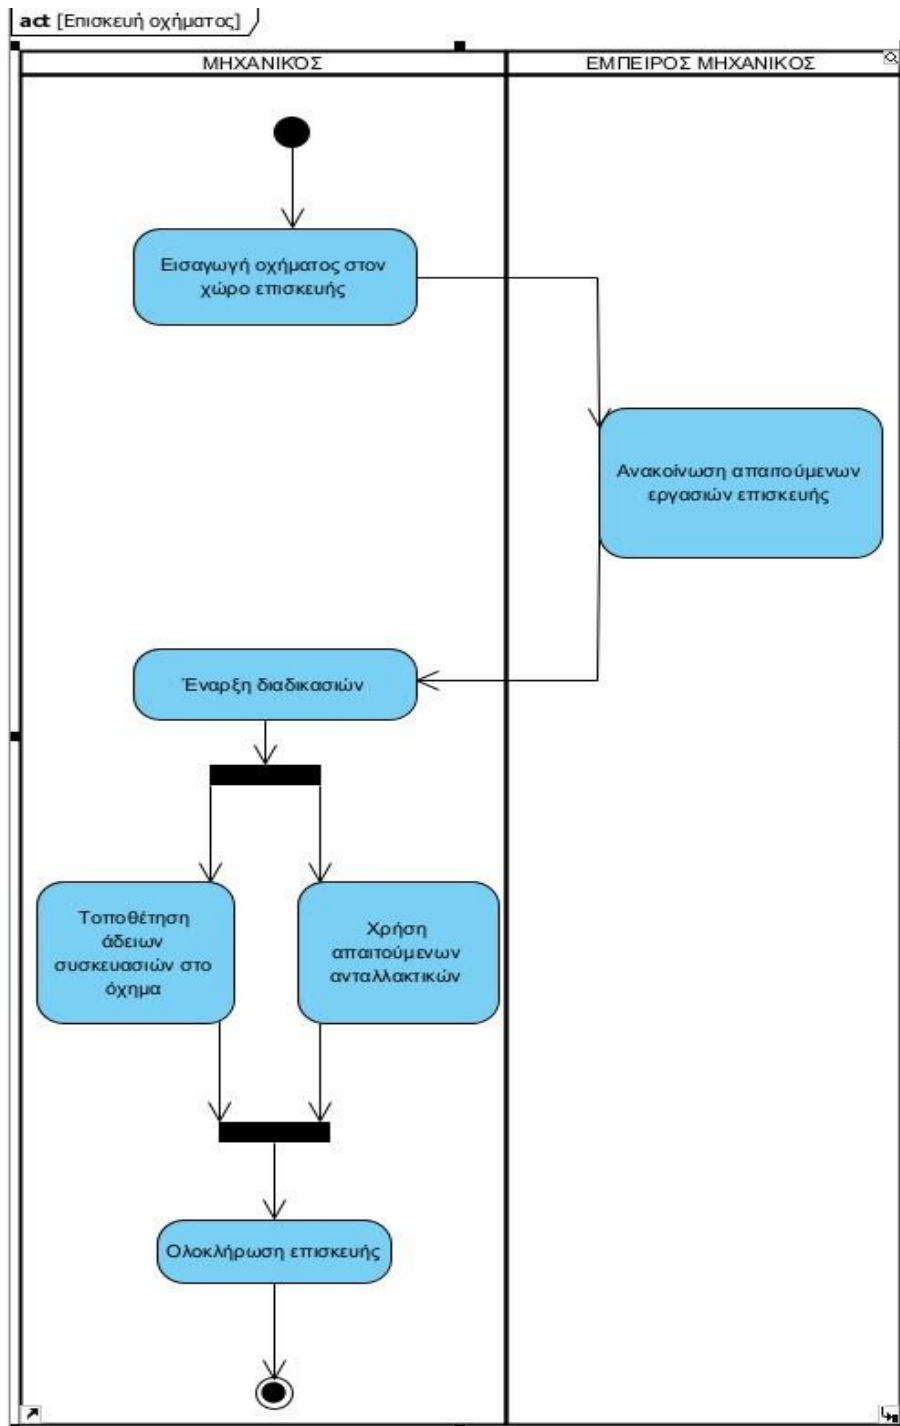 act [Επισκευή οχήματος]
ΜΗΧΑΝΙΚΌΣ
ΕΜΠΕΙΡΟΣ ΜΗΧΑΝΙΚΟΣ
Εισαγωγή οχήματος στον
χώρο επισκευής
Ανακοίνωση απαιτούμενων
εργασιών επισκευής
Έναρξη διαδικασιών
Τοποθέτηση
άδειων
συσκευασιών στο
όχημα
Χρήση
απαιτούμενων
ανταλλακτικών
Ολοκλήρωση επισκευής